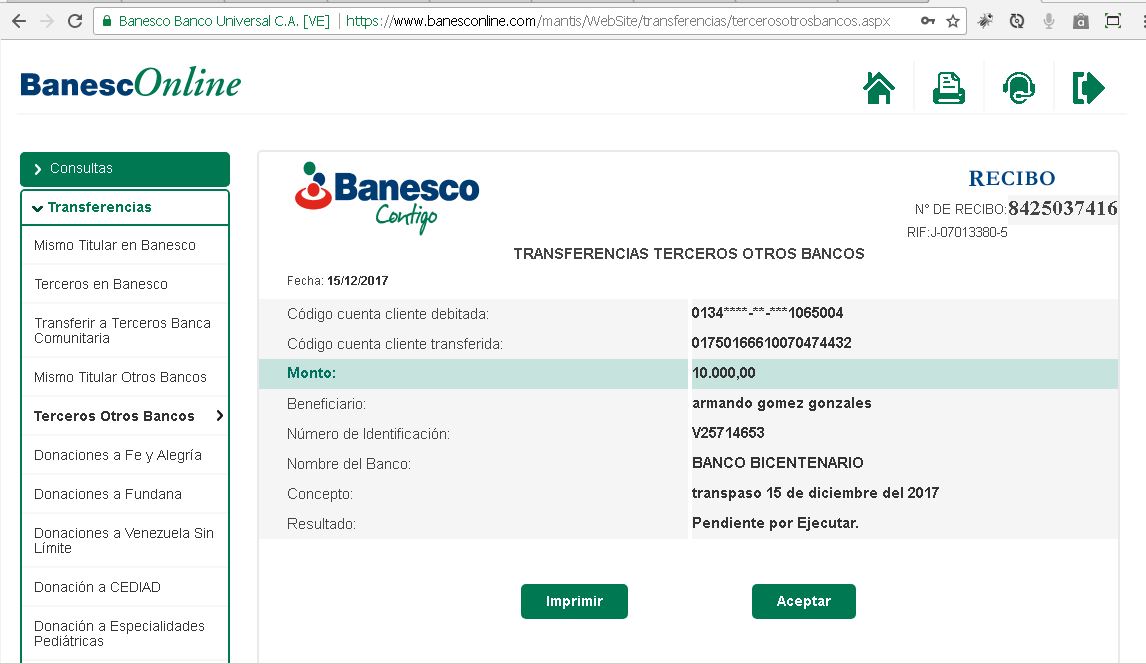 Banesco Banco Universal C.A. [VE] | https://www.banesconline.com/mantis/WebSite/transferencias/tercerosotrosbancos.aspx
BanescOnline
Consultas
Transferencias
Mismo Titular en Banesco
Terceros en Banesco
Transferir a Terceros Banca
Comunitaria
Mismo Titular Otros Bancos
Terceros Otros Bancos
Donaciones a Fe y Alegría
Donaciones a Fundana
Donaciones a Venezuela Sin
Límite
Donación a CEDIAD
Donación a Especialidades
Pediátricas
Banesco
Contigo
RECIBO
N° DE RECIBO:8425037416
RIF:J-07013380-5
TRANSFERENCIAS TERCEROS OTROS BANCOS
Fecha: 15/12/2017
Código cuenta cliente debitada: 0134****-**-***1065004
Código cuenta cliente transferida: 01750166610070474432
Monto: 10.000,00
Beneficiario: armando gomez gonzales
Número de Identificación: V25714653
Nombre del Banco: BANCO BICENTENARIO
Concepto: transpaso 15 de diciembre del 2017
Resultado: Pendiente por Ejecutar.
Imprimir Aceptar